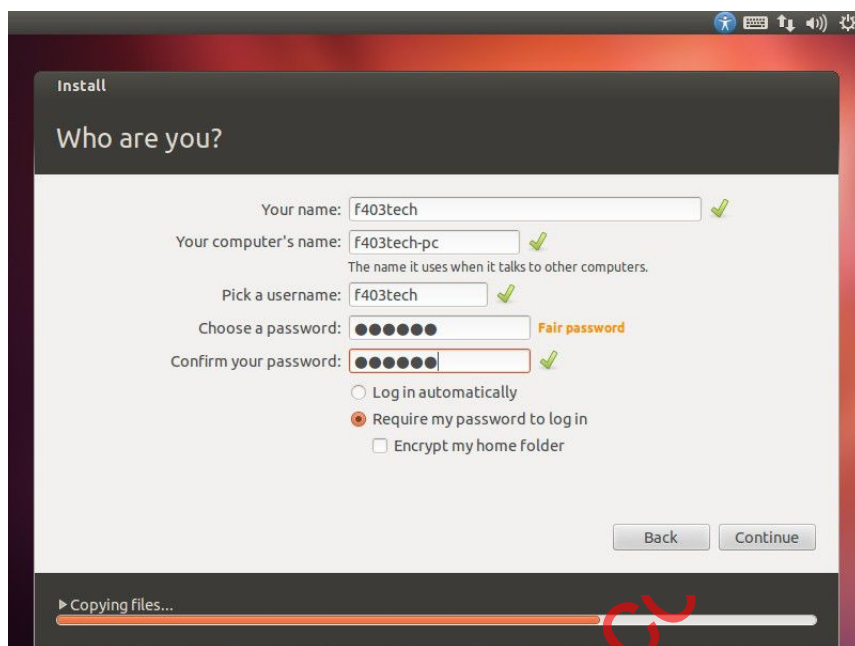 Install
Who are you?
Your name: f403tech
Your computer's name: f403tech-pc
The name it uses when it talks to other computers.
Pick a username: f403tech
Choose a password: ●●●●●● Fair password
Confirm your password: ●●●●●●
Log in automatically
Require my password to log in
Encrypt my home folder
Back Continue
Copying files...